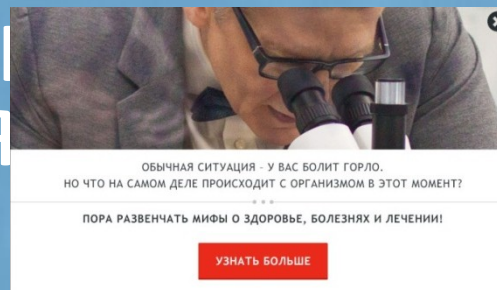 ОБЫЧНАЯ СИТУАЦИЯ – У ВАС БОЛИТ ГОРЛО.
НО ЧТО НА САМОМ ДЕЛЕ ПРОИСХОДИТ С ОРГАНИЗМОМ В ЭТОТ МОМЕНТ?
ПОРА РАЗВЕНЧАТЬ МИФЫ О ЗДОРОВЬЕ, БОЛЕЗНЯХ И ЛЕЧЕНИИ!
УЗНАТЬ БОЛЬШЕ